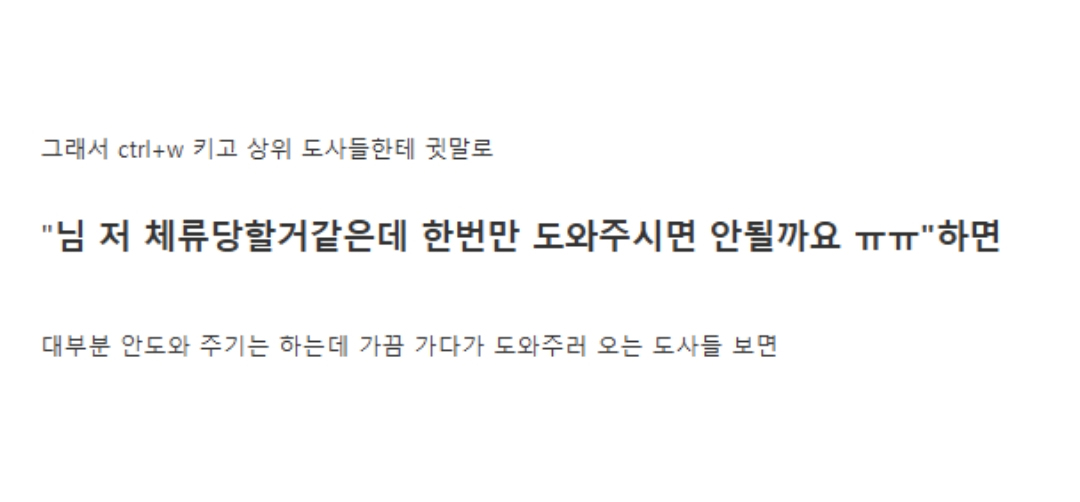 그래서 ctrl+w 키고 상위 도사들한테 귓말로
"님 저 체류당할거같은데 한번만 도와주시면 안될까요 ㅠㅠ"하면
대부분 안도와 주기는 하는데 가끔 가다가 도와주러 오는 도사들 보면